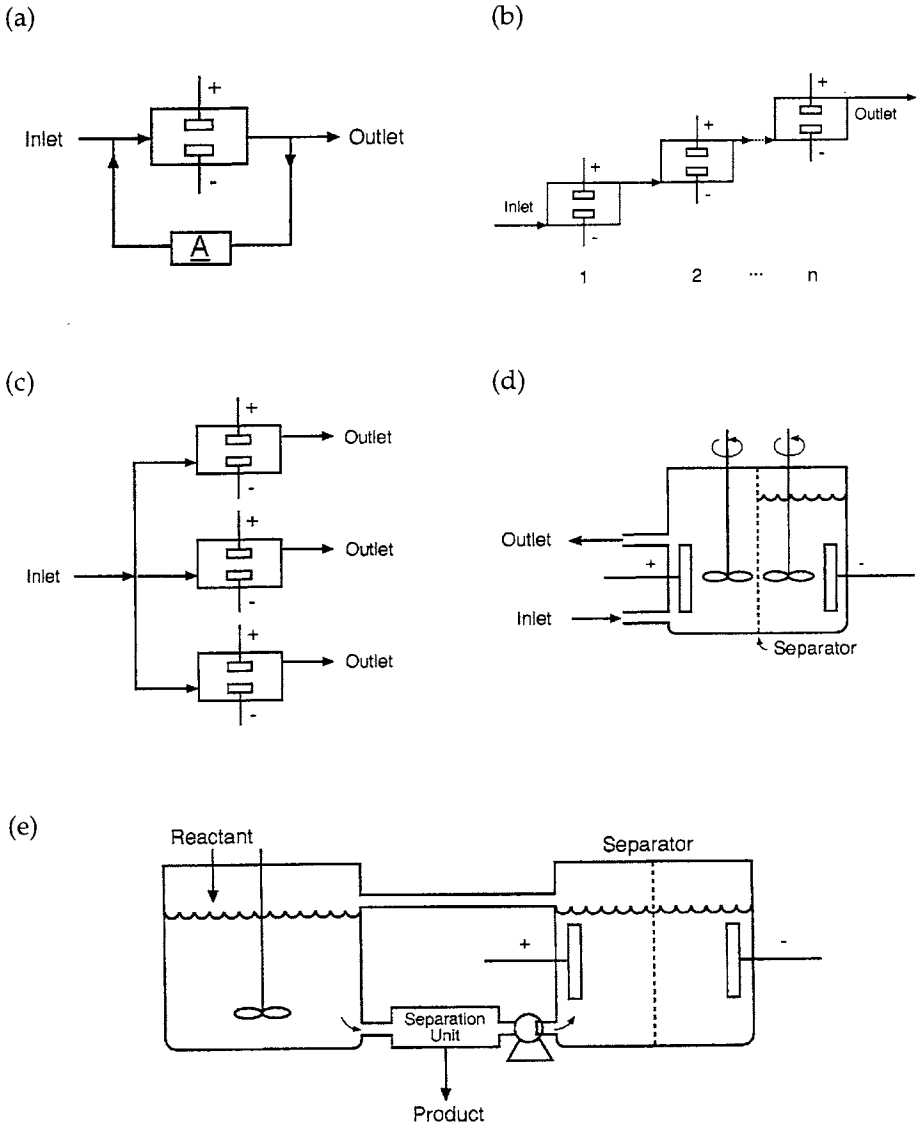 (a)
+
Inlet
Outlet
-
A
(b)
+
Outlet
-
+
-
+
Inlet
-
1 2 ... n
(c)
+
Outlet
-
+
Inlet
Outlet
-
+
Outlet
-
(d)
Outlet
+
-
Inlet
Separator
(e)
Reactant
Separator
+
-
Separation
Unit
Product